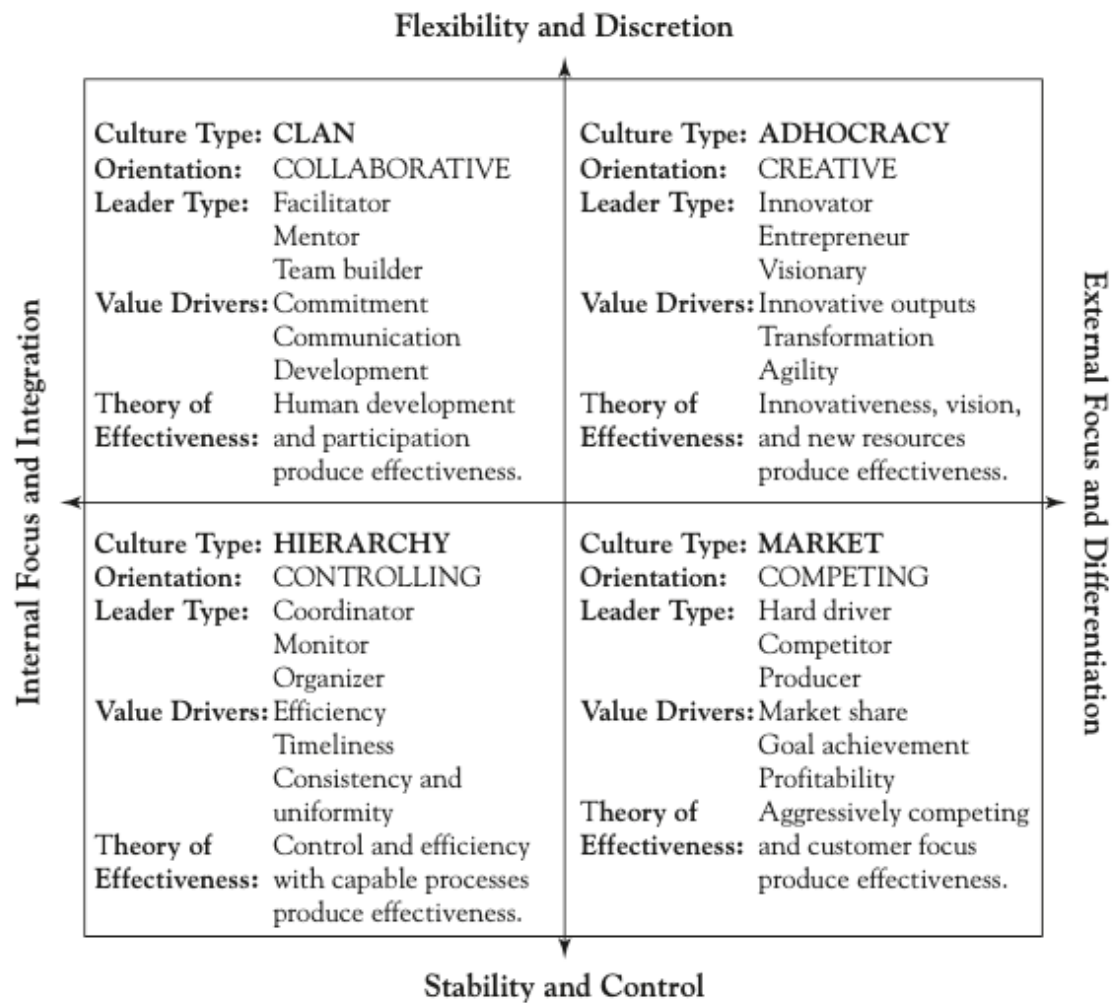 Flexibility and Discretion
Internal Focus and Integration
Culture Type: CLAN
Orientation: COLLABORATIVE
Leader Type: Facilitator
Mentor
Team builder
Value Drivers: Commitment
Communication
Development
Theory of Human development
Effectiveness: and participation
produce effectiveness.
Culture Type: ADHOCRACY
Orientation: CREATIVE
Leader Type: Innovator
Entrepreneur
Visionary
Value Drivers: Innovative outputs
Transformation
Agility
Theory of Innovativeness, vision,
Effectiveness: and new resources
produce effectiveness.
Culture Type: HIERARCHY
Orientation: CONTROLLING
Leader Type: Coordinator
Monitor
Organizer
Value Drivers: Efficiency
Timeliness
Consistency and
uniformity
Theory of Control and efficiency
Effectiveness: with capable processes
produce effectiveness.
Culture Type: MARKET
Orientation: COMPETING
Leader Type: Hard driver
Competitor
Producer
Value Drivers: Market share
Goal achievement
Profitability
Theory of Aggressively competing
Effectiveness: and customer focus
produce effectiveness.
External Focus and Differentiation
Stability and Control